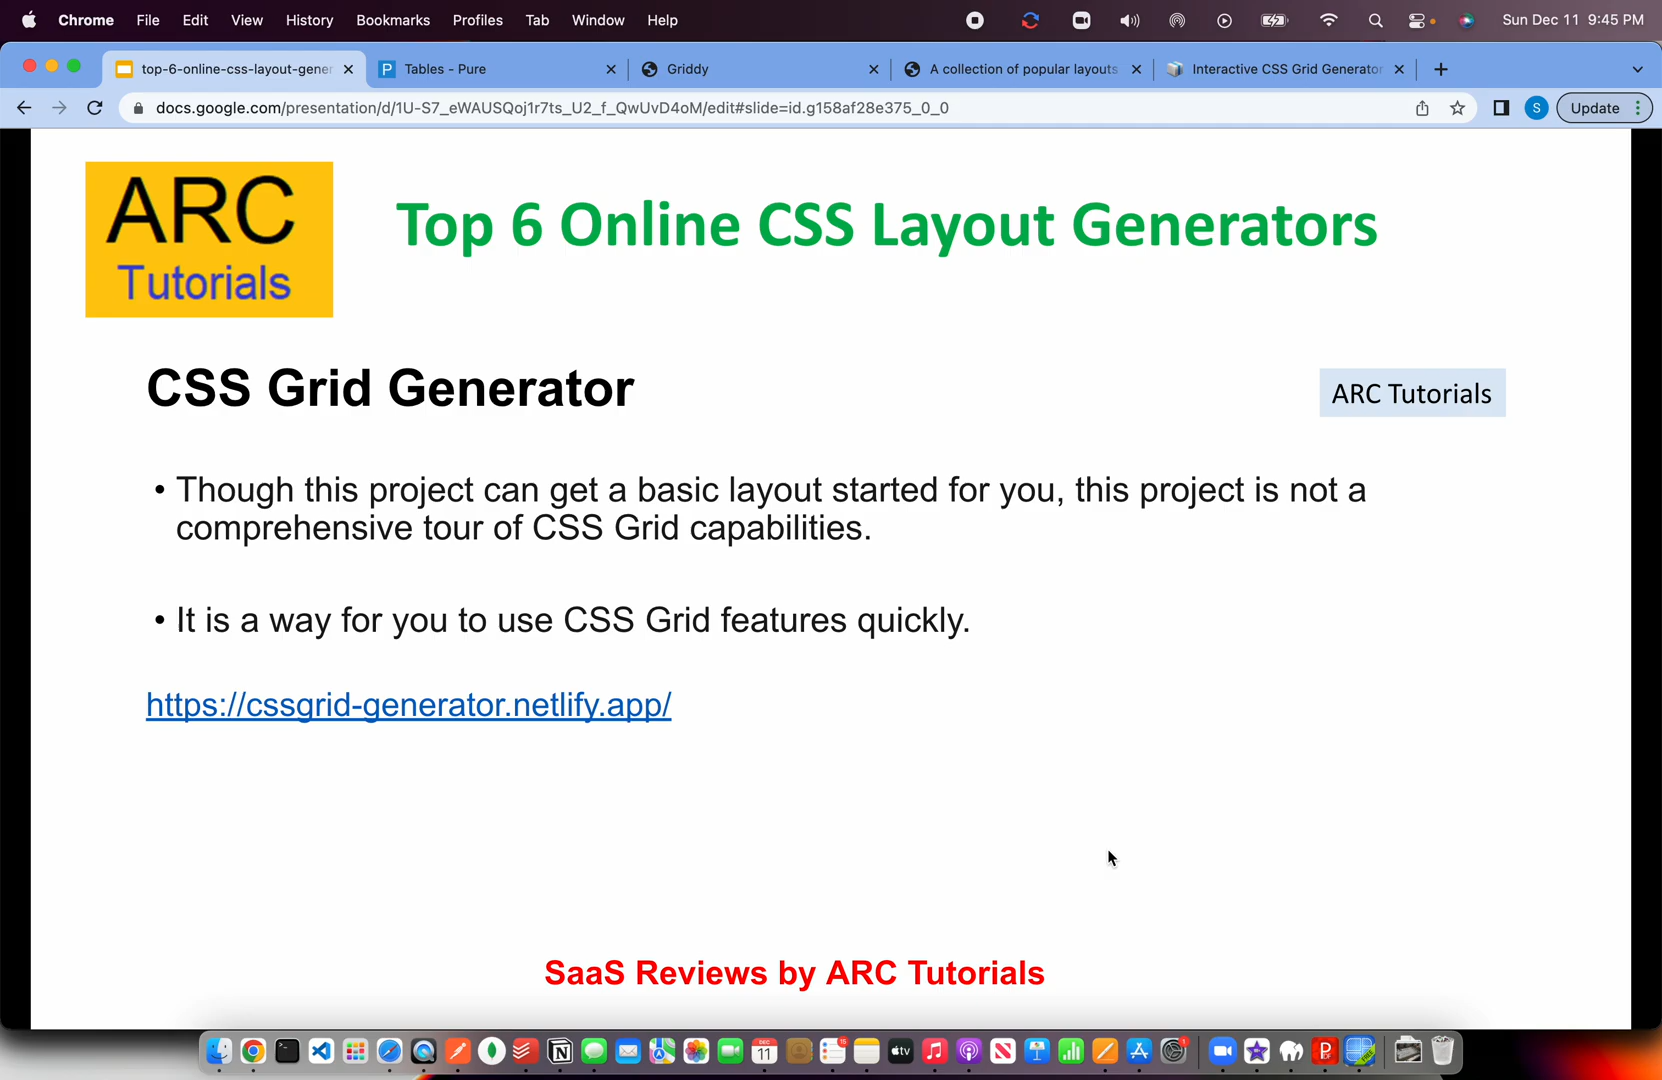 Chrome File Edit View History Bookmarks Profiles Tab Window Help Sun Dec 11 9:45 PM
top-6-online-css-layout-gener Tables - Pure Griddy A collection of popular layouts Interactive CSS Grid Generator
docs.google.com/presentation/d/1U-S7_eWAUSQoj1r7ts_U2_f_QwUvD4oM/edit#slide=id.g158af28e375_0_0 S Update
ARC
Tutorials
Top 6 Online CSS Layout Generators
CSS Grid Generator
ARC Tutorials
• Though this project can get a basic layout started for you, this project is not a
comprehensive tour of CSS Grid capabilities.
• It is a way for you to use CSS Grid features quickly.
https://cssgrid-generator.netlify.app/
SaaS Reviews by ARC Tutorials